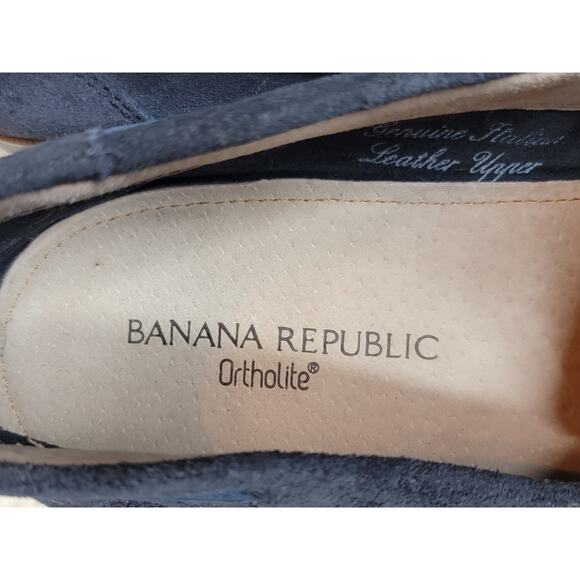 Genuine Italian
Leather Upper
BANANA REPUBLIC
Ortholite®